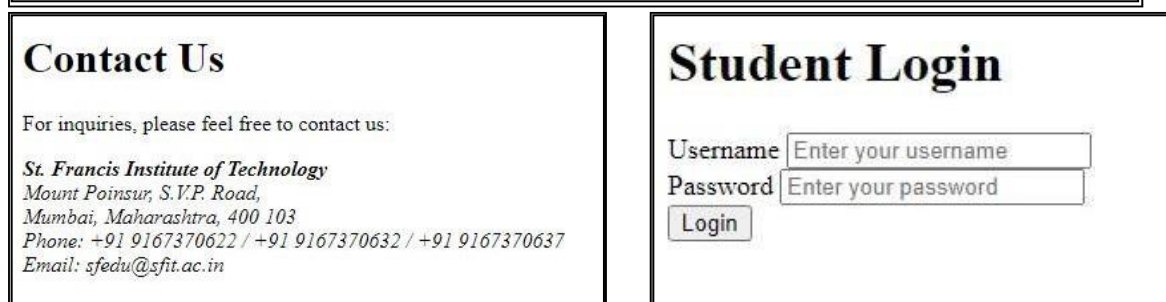 Contact Us
For inquiries, please feel free to contact us:
St. Francis Institute of Technology
Mount Poinsur, S.V.P. Road,
Mumbai, Maharashtra, 400 103
Phone: +91 9167370622 / +91 9167370632 / +91 9167370637
Email: sfedu@sfit.ac.in
Student Login
Username Enter your username
Password Enter your password
Login